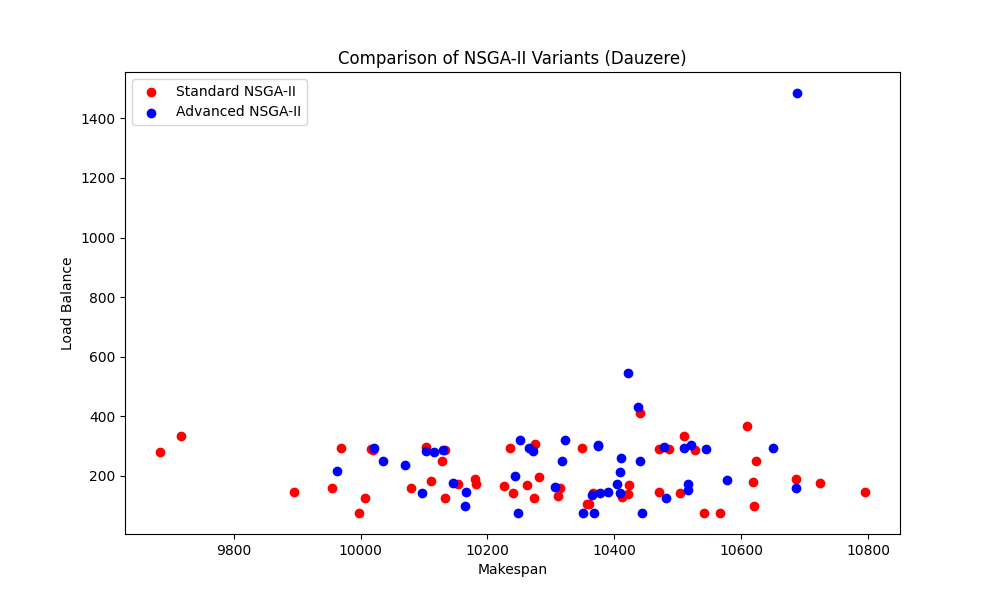 Comparison of NSGA-II Variants (Dauzere)
Standard NSGA-II
Advanced NSGA-II
Load Balance
1400
1200
1000
800
600
400
200
9800 10000 10200 10400 10600 10800
Makespan